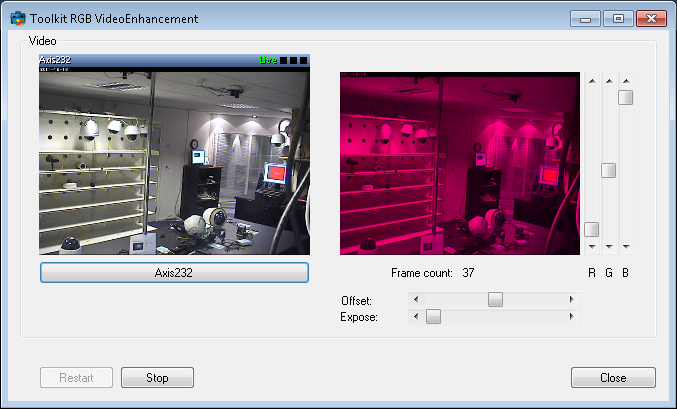 Toolkit RGB VideoEnhancement
Video
Axis232
Live
Axis232
Frame count: 37
R G B
Offset:
Expose:
Restart
Stop
Close